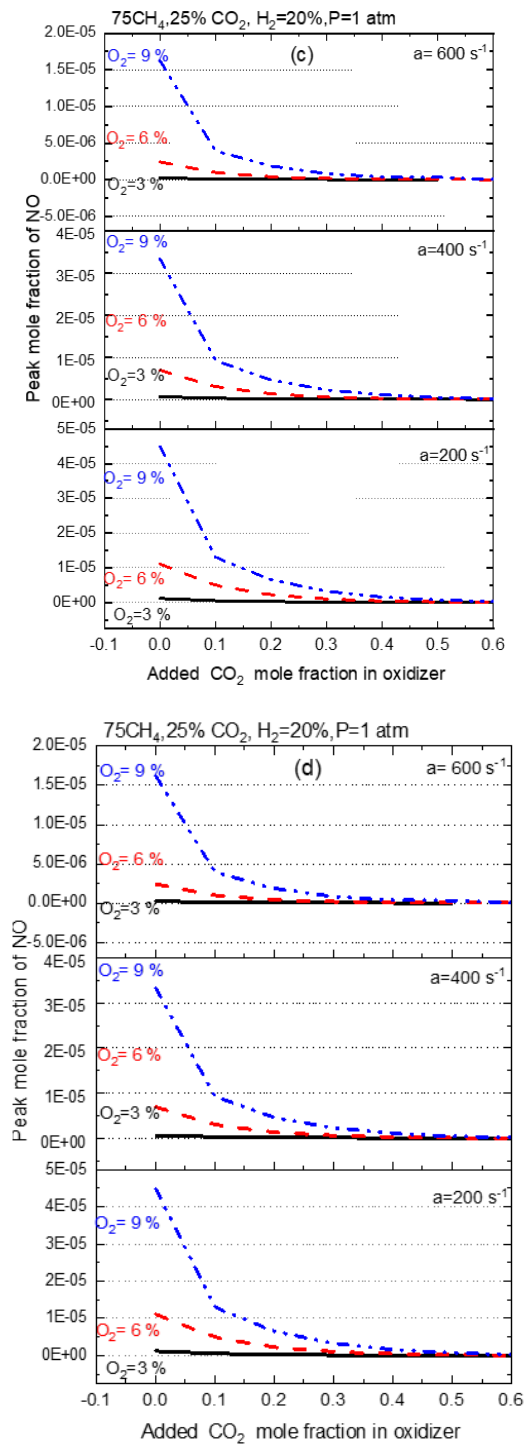 75CH₄,25% CO₂, H₂=20%,P=1 atm
2.0E-05
O₂= 9 %
(c)
a= 600 s⁻¹
1.5E-05
1.0E-05
5.0E-06
O₂= 6 %
0.0E+00
O₂=3 %
-5.0E-06
4E-05
O₂= 9 %
a=400 s⁻¹
3E-05
2E-05
O₂= 6 %
1E-05
O₂=3 %
0E+00
5E-05
a=200 s⁻¹
4E-05
O₂= 9 %
3E-05
2E-05
1E-05
O₂= 6 %
0E+00
O₂=3 %
-0.1 0.0 0.1 0.2 0.3 0.4 0.5 0.6
Added CO₂ mole fraction in oxidizer
Peak mole fraction of NO
75CH₄,25% CO₂, H₂=20%,P=1 atm
2.0E-05
O₂= 9 %
(d)
a= 600 s⁻¹
1.5E-05
1.0E-05
O₂= 6 %
5.0E-06
0.0E+00
O₂=3 %
-5.0E-06
4E-05
O₂= 9 %
a=400 s⁻¹
3E-05
2E-05
O₂= 6 %
1E-05
O₂=3 %
0E+00
5E-05
a=200 s⁻¹
4E-05
O₂= 9 %
3E-05
2E-05
1E-05
O₂= 6 %
0E+00
O₂=3 %
-0.1 0.0 0.1 0.2 0.3 0.4 0.5 0.6
Added CO₂ mole fraction in oxidizer
Peak mole fraction of NO